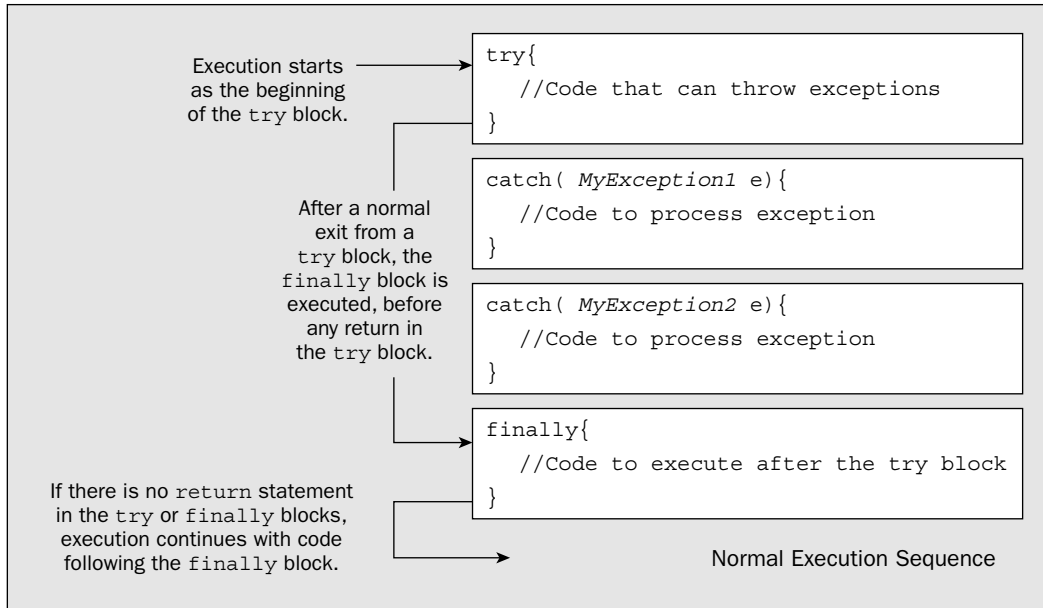 Execution starts
as the beginning
of the try block.
try{
//Code that can throw exceptions
}
catch( MyException1 e){
//Code to process exception
}
After a normal
exit from a
try block, the
finally block is
executed, before
any return in
the try block.
catch( MyException2 e){
//Code to process exception
}
finally{
//Code to execute after the try block
}
If there is no return statement
in the try or finally blocks,
execution continues with code
following the finally block.
Normal Execution Sequence